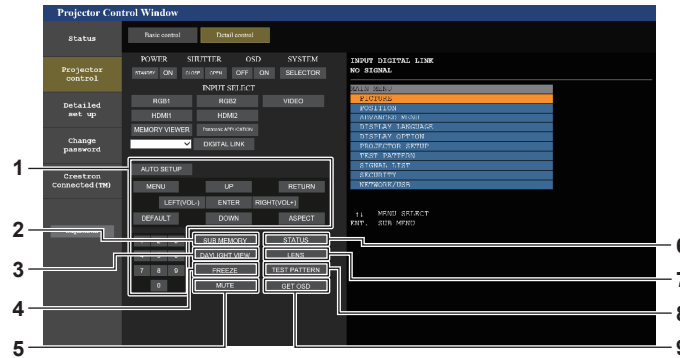 Projector Control Window
Status
Projector control
Detailed set up
Change password
Crestron Connected(TM)
Basic control Detail control
POWER SHUTTER OSD SYSTEM
STANDBY ON CLOSE OPEN OFF ON SELECTOR
INPUT SELECT
RGB1 RGB2 VIDEO
HDMI1 HDMI2
MEMORY VIEWER Panasonic APPLICATION
DIGITAL LINK
AUTO SETUP
MENU UP RETURN
LEFT(VOL-) ENTER RIGHT(VOL+)
DEFAULT DOWN ASPECT
SUB MEMORY STATUS
DAYLIGHT VIEW LENS
7 8 9 FREEZE TEST PATTERN
0 MUTE GET OSD
INPUT DIGITAL LINK
NO SIGNAL
MAIN MENU
PICTURE
POSITION
ADVANCED MENU
DISPLAY LANGUAGE
DISPLAY OPTION
PROJECTOR SETUP
TEST PATTERN
SIGNAL LIST
SECURITY
NETWORK/USB
↑↓ MENU SELECT
ENT. SUB MENU
1
2
3
4
5
6
7
8
9